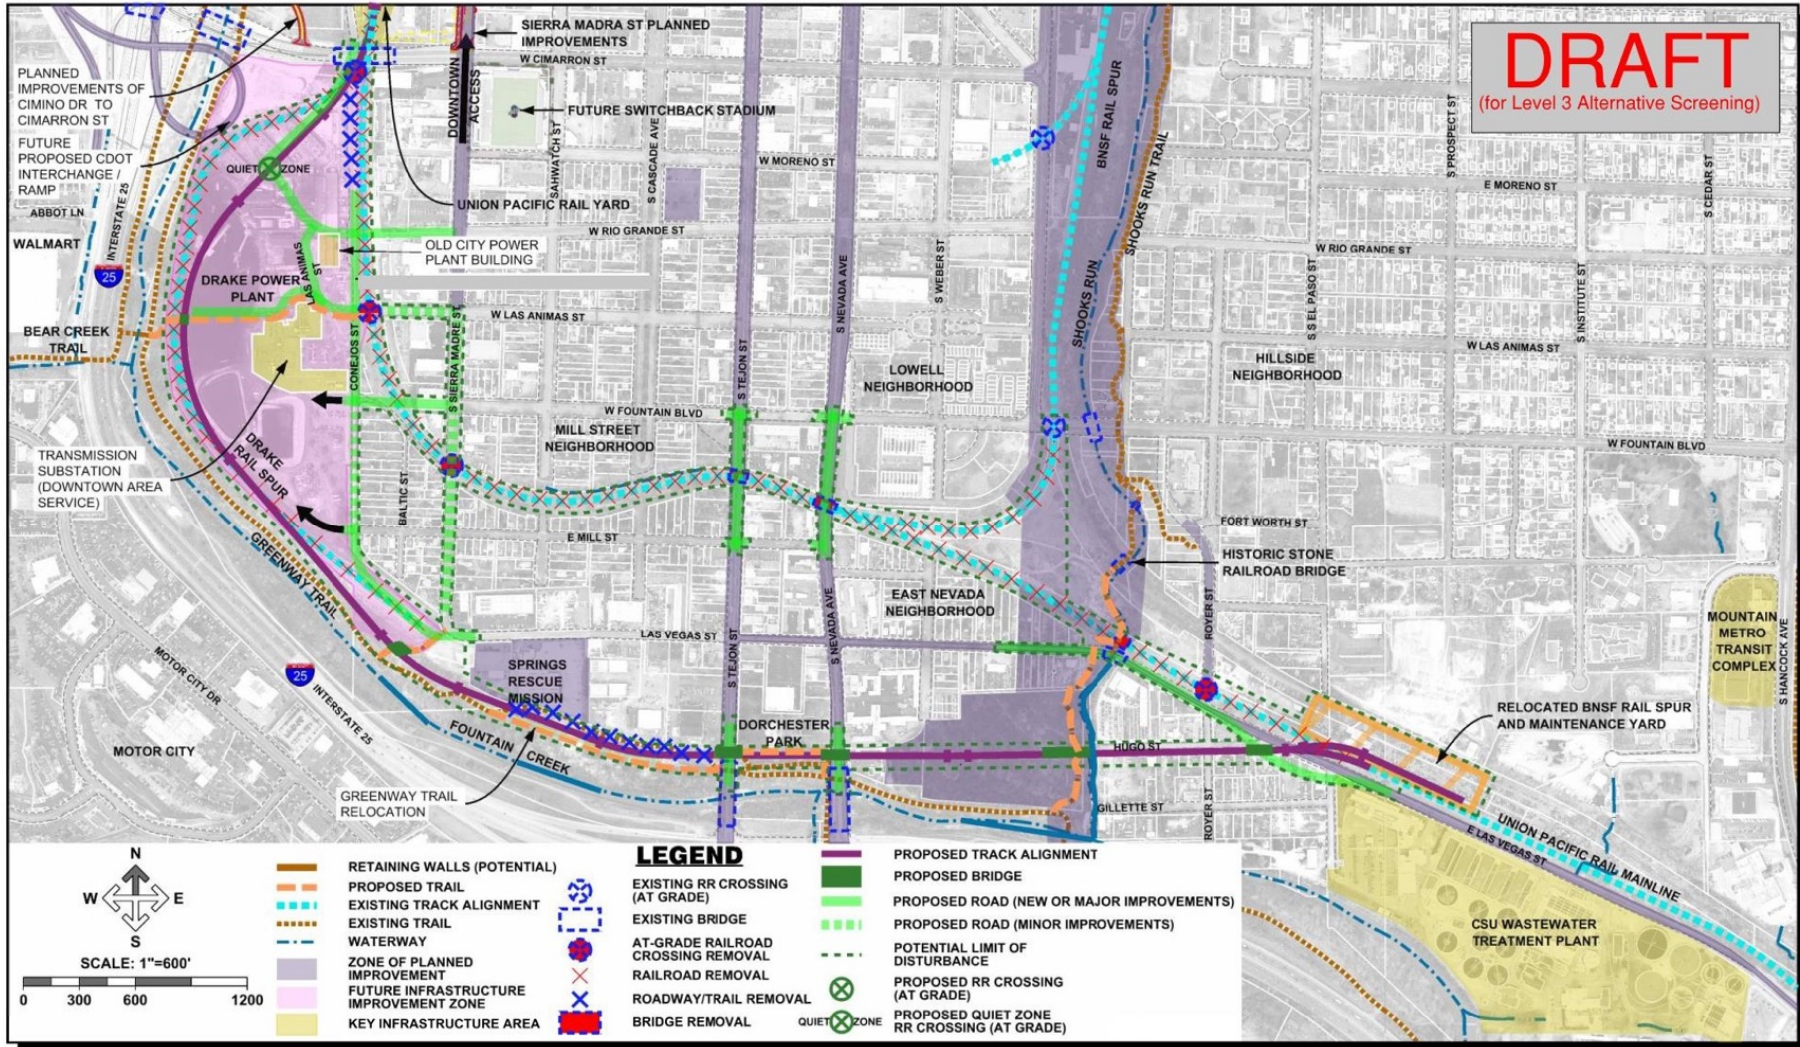 DRAFT
(for Level 3 Alternative Screening)
SIERRA MADRA ST PLANNED
IMPROVEMENTS
W CIMARRON ST
PLANNED
IMPROVEMENTS OF
CIMINO DR TO
CIMARRON ST
DOWNTOWN
ACCESS
FUTURE SWITCHBACK STADIUM
FUTURE
PROPOSED CDOT
INTERCHANGE /
RAMP
QUIET ZONE
SAHWATCH ST
S CASCADE AVE
W MORENO ST
BNSF RAIL SPUR
SHOOKS RUN TRAIL
S PROSPECT ST
E MORENO ST
S CEDAR ST
ABBOT LN
INTERSTATE 25
UNION PACIFIC RAIL YARD
WALMART
25
OLD CITY POWER
PLANT BUILDING
W RIO GRANDE ST
W RIO GRANDE ST
DRAKE POWER
PLANT
LAS ANIMAS ST
S NEVADA AVE
S WEBER ST
SHOOKS RUN
S S EL PASO ST
S INSTITUTE ST
BEAR CREEK
TRAIL
CONEJOS ST
S SIERRA MADRE ST
W LAS ANIMAS ST
S TEJON ST
LOWELL
NEIGHBORHOOD
HILLSIDE
NEIGHBORHOOD
W LAS ANIMAS ST
W FOUNTAIN BLVD
MILL STREET
NEIGHBORHOOD
W FOUNTAIN BLVD
TRANSMISSION
SUBSTATION
(DOWNTOWN AREA
SERVICE)
DRAKE
RAIL SPUR
BALTIC ST
E MILL ST
FORT WORTH ST
HISTORIC STONE
RAILROAD BRIDGE
GREENWAY TRAIL
EAST NEVADA
NEIGHBORHOOD
ROYER ST
MOUNTAIN
METRO
TRANSIT
COMPLEX
S HANCOCK AVE
LAS VEGAS ST
S TEJON ST
S NEVADA AVE
MOTOR CITY DR
25
INTERSTATE 25
SPRINGS
RESCUE
MISSION
RELOCATED BNSF RAIL SPUR
AND MAINTENANCE YARD
MOTOR CITY
FOUNTAIN
CREEK
DORCHESTER
PARK
HUGO ST
GREENWAY TRAIL
RELOCATION
GILLETTE ST
ROYER ST
E LAS VEGAS ST
UNION PACIFIC RAIL MAINLINE
CSU WASTEWATER
TREATMENT PLANT
N
W E
S
SCALE: 1"=600'
0 300 600 1200
LEGEND
RETAINING WALLS (POTENTIAL)
PROPOSED TRAIL
EXISTING TRACK ALIGNMENT
EXISTING TRAIL
WATERWAY
ZONE OF PLANNED
IMPROVEMENT
FUTURE INFRASTRUCTURE
IMPROVEMENT ZONE
KEY INFRASTRUCTURE AREA
EXISTING RR CROSSING
(AT GRADE)
EXISTING BRIDGE
AT-GRADE RAILROAD
CROSSING REMOVAL
RAILROAD REMOVAL
ROADWAY/TRAIL REMOVAL
BRIDGE REMOVAL
PROPOSED TRACK ALIGNMENT
PROPOSED BRIDGE
PROPOSED ROAD (NEW OR MAJOR IMPROVEMENTS)
PROPOSED ROAD (MINOR IMPROVEMENTS)
POTENTIAL LIMIT OF
DISTURBANCE
PROPOSED RR CROSSING
(AT GRADE)
QUIET ZONE
PROPOSED QUIET ZONE
RR CROSSING (AT GRADE)